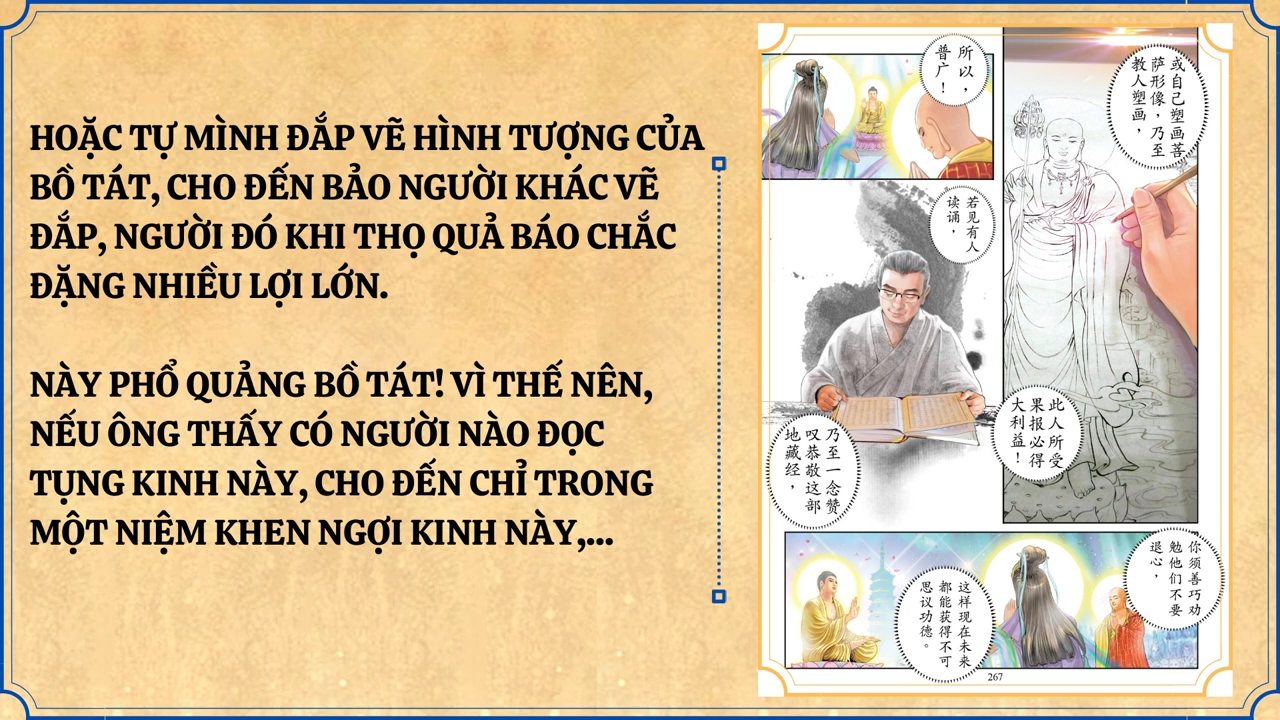 HOẶC TỰ MÌNH ĐẮP VẼ HÌNH TƯỢNG CỦA
BỒ TÁT, CHO ĐẾN BẢO NGƯỜI KHÁC VẼ
ĐẮP, NGƯỜI ĐÓ KHI THỌ QUẢ BÁO CHẮC
ĐẶNG NHIỀU LỢI LỚN.
NÀY PHỔ QUẢNG BỒ TÁT! VÌ THẾ NÊN,
NẾU ÔNG THẤY CÓ NGƯỜI NÀO ĐỌC
TỤNG KINH NÀY, CHO ĐẾN CHỈ TRONG
MỘT NIỆM KHEN NGỢI KINH NÀY,...
或自己塑画菩
萨形像，乃至
教人塑画，
此人所受
果报必得
大利益！
所以，
普广！
若见有人
读诵，
乃至一念赞
叹恭敬这部
地藏经，
你须善巧劝
勉他们不要
退心，
这样现在未来
都能获得不可
思议功德。
267